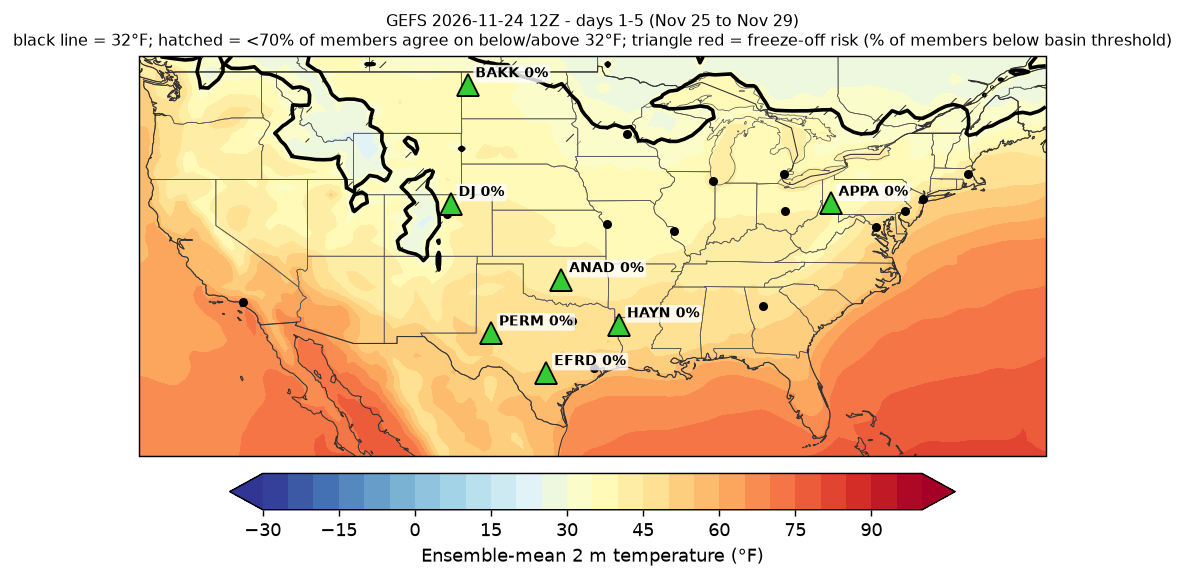 GEFS 2026-11-24 12Z - days 1-5 (Nov 25 to Nov 29)
black line = 32°F; hatched = <70% of members agree on below/above 32°F; triangle red = freeze-off risk (% of members below basin threshold)
BAKK 0%
DJ 0%
APPA 0%
ANAD 0%
HAYN 0%
PERM 0%
EFRD 0%
−30 −15 0 15 30 45 60 75 90
Ensemble-mean 2 m temperature (°F)